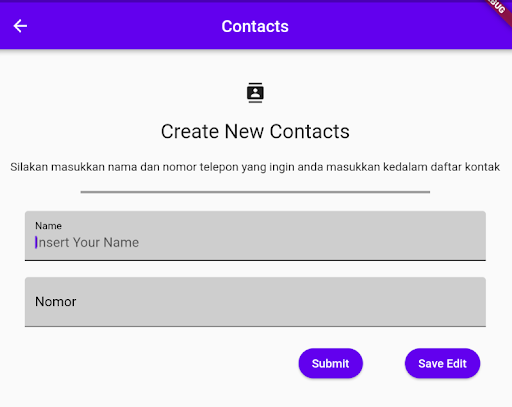 Contacts
Create New Contacts
Silakan masukkan nama dan nomor telepon yang ingin anda masukkan kedalam daftar kontak
Name
Insert Your Name
Nomor
Submit Save Edit